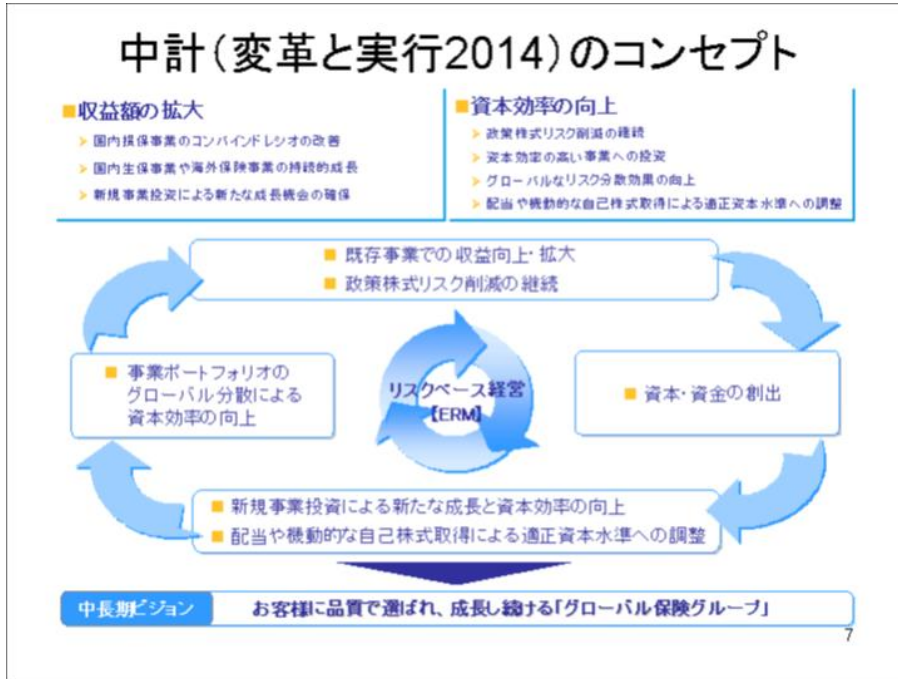 中計(変革と実行2014)のコンセプト
■収益額の拡大
➢ 国内損保事業のコンバインドレシオの改善
➢ 国内生保事業や海外保険事業の持続的成長
➢ 新規事業投資による新たな成長機会の確保
■資本効率の向上
➢ 政策株式リスク削減の継続
➢ 資本効率の高い事業への投資
➢ グローバルなリスク分散効果の向上
➢ 配当や機動的な自己株式取得による適正資本水準への調整
■ 既存事業での収益向上・拡大
■ 政策株式リスク削減の継続
■ 事業ポートフォリオの
グローバル分散による
資本効率の向上
リスクベース経営
【ERM】
■ 資本・資金の創出
■ 新規事業投資による新たな成長と資本効率の向上
■ 配当や機動的な自己株式取得による適正資本水準への調整
中長期ビジョン
お客様に品質で選ばれ、成長し続ける「グローバル保険グループ」
7